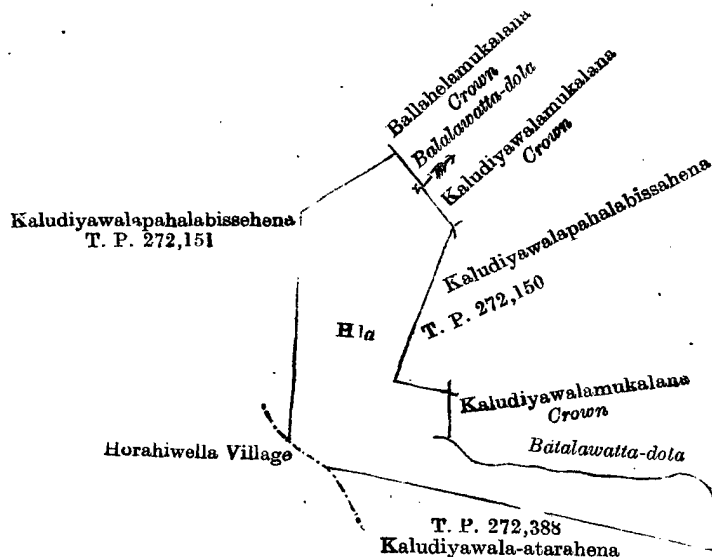 Ballahelamukalana
Crown
Batalawatta-dola
Kaludiyawalamukalana
Crown
Kaludiyawalapahalabissehena
T. P. 272,151
Kaludiyawalapahalabissahena
T. P. 272,150
H1a
Kaludiyawalamukalana
Crown
Batalawatta-dola
Horahiwella Village
T. P. 272,388
Kaludiyawala-atarahena